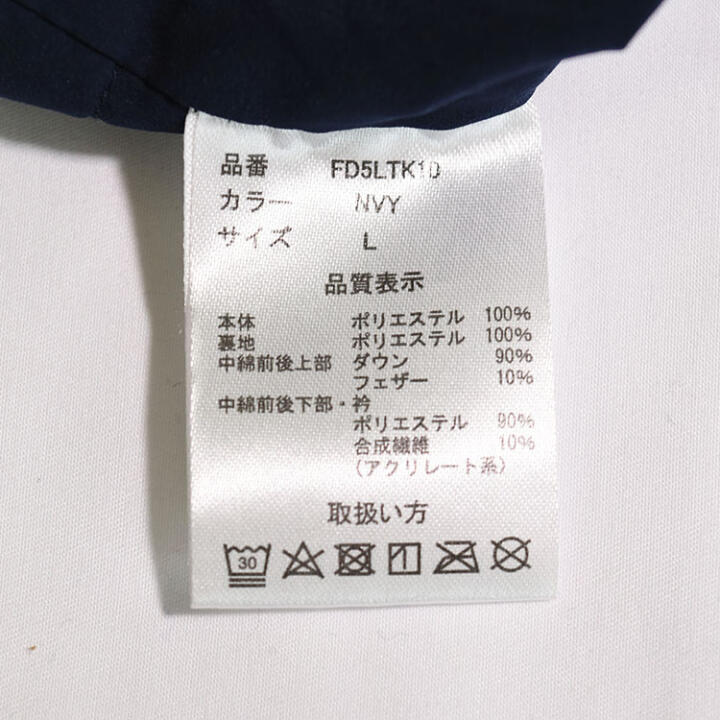 品番 FD5LTK10
カラー NVY
サイズ L
品質表示
本体 ポリエステル 100%
裏地 ポリエステル 100%
中綿前後上部 ダウン 90%
フェザー 10%
中綿前後下部・衿
ポリエステル 90%
合成繊維 10%
(アクリレート系)
取扱い方
30